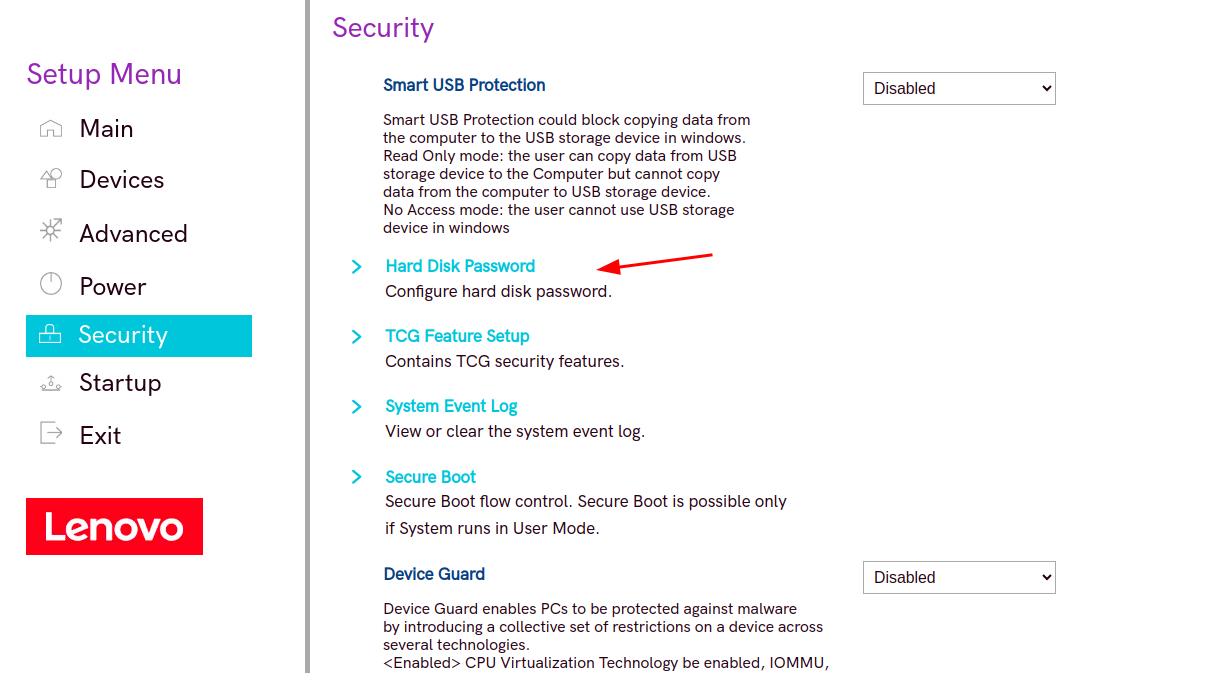 Setup Menu
Main
Devices
Advanced
Power
Security
Startup
Exit
Lenovo
Security
Smart USB Protection
Disabled
Smart USB Protection could block copying data from
the computer to the USB storage device in windows.
Read Only mode: the user can copy data from USB
storage device to the Computer but cannot copy
data from the computer to USB storage device.
No Access mode: the user cannot use USB storage
device in windows
Hard Disk Password
Configure hard disk password.
TCG Feature Setup
Contains TCG security features.
System Event Log
View or clear the system event log.
Secure Boot
Secure Boot flow control. Secure Boot is possible only
if System runs in User Mode.
Device Guard
Disabled
Device Guard enables PCs to be protected against malware
by introducing a collective set of restrictions on a device across
several technologies.
<Enabled> CPU Virtualization Technology be enabled, IOMMU,